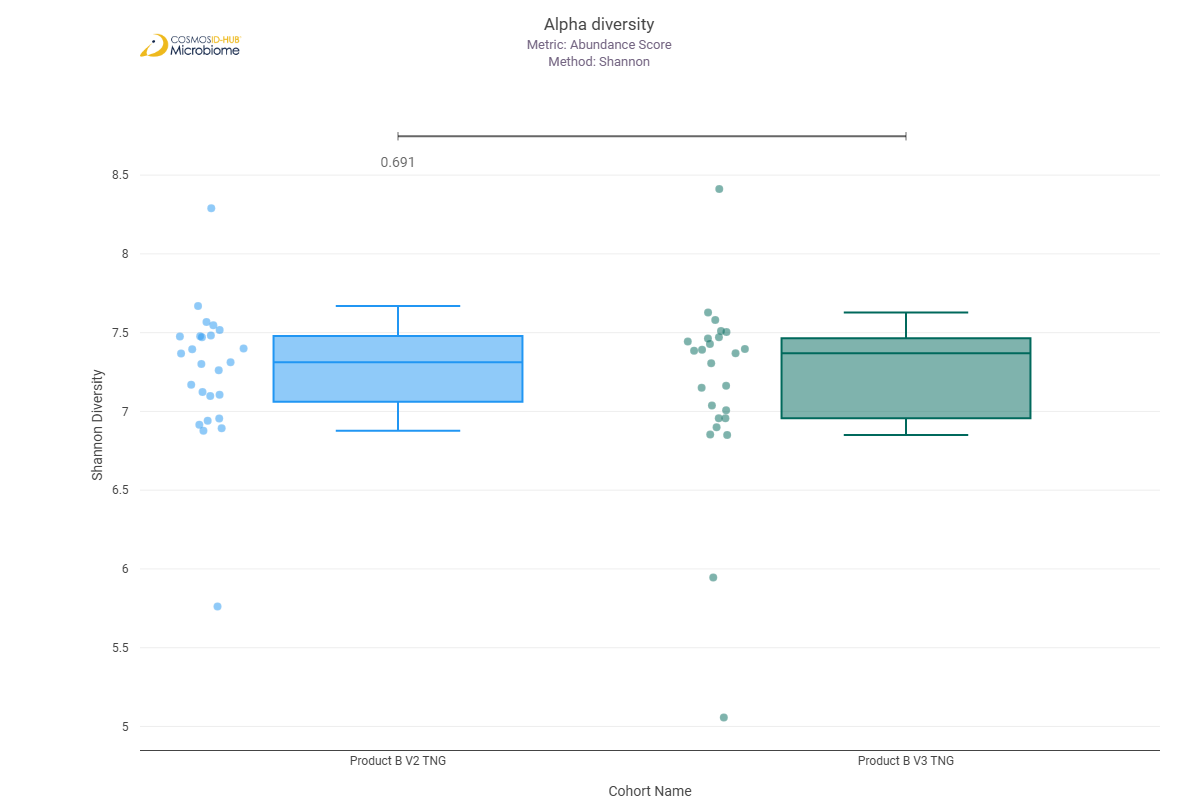 Alpha diversity
Metric: Abundance Score
Method: Shannon
COSMOSID-HUB
Microbiome
0.691
8.5
8
7.5
7
6.5
6
5.5
5
Shannon Diversity
Product B V2 TNG
Product B V3 TNG
Cohort Name